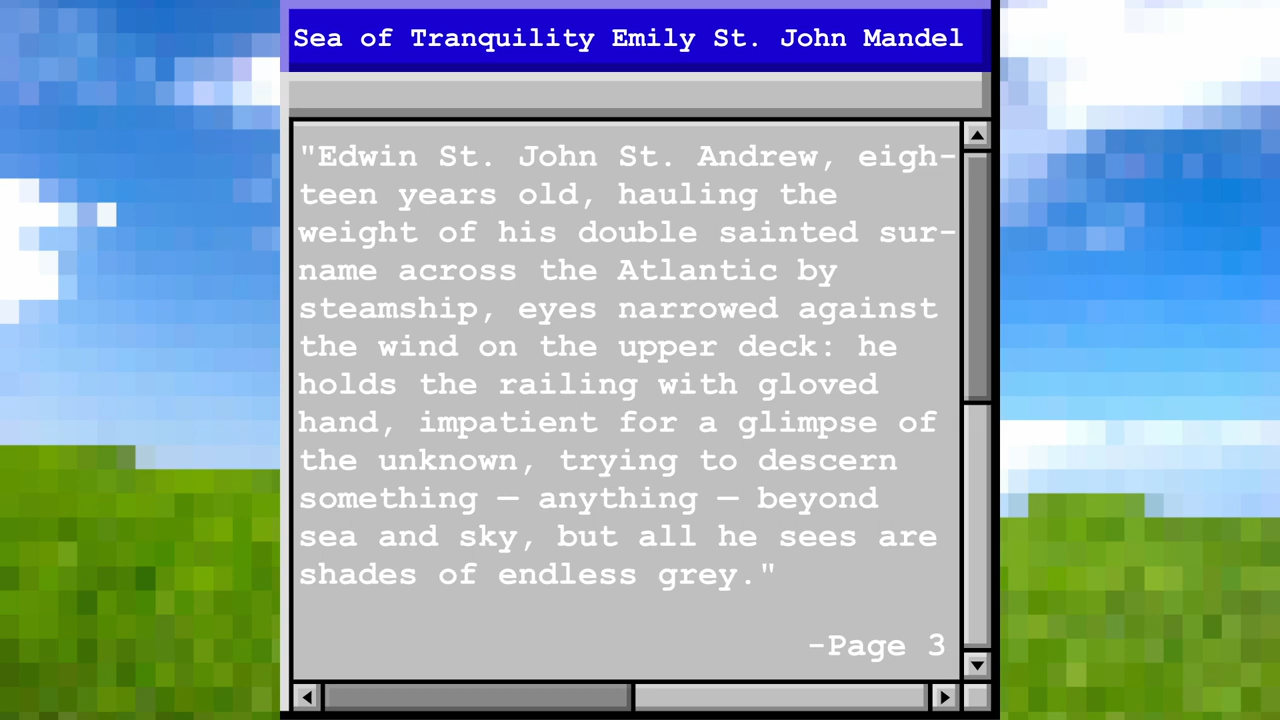 Sea of Tranquility Emily St. John Mandel
"Edwin St. John St. Andrew, eigh-
teen years old, hauling the
weight of his double sainted sur-
name across the Atlantic by
steamship, eyes narrowed against
the wind on the upper deck: he
holds the railing with gloved
hand, impatient for a glimpse of
the unknown, trying to descern
something — anything — beyond
sea and sky, but all he sees are
shades of endless grey."
-Page 3